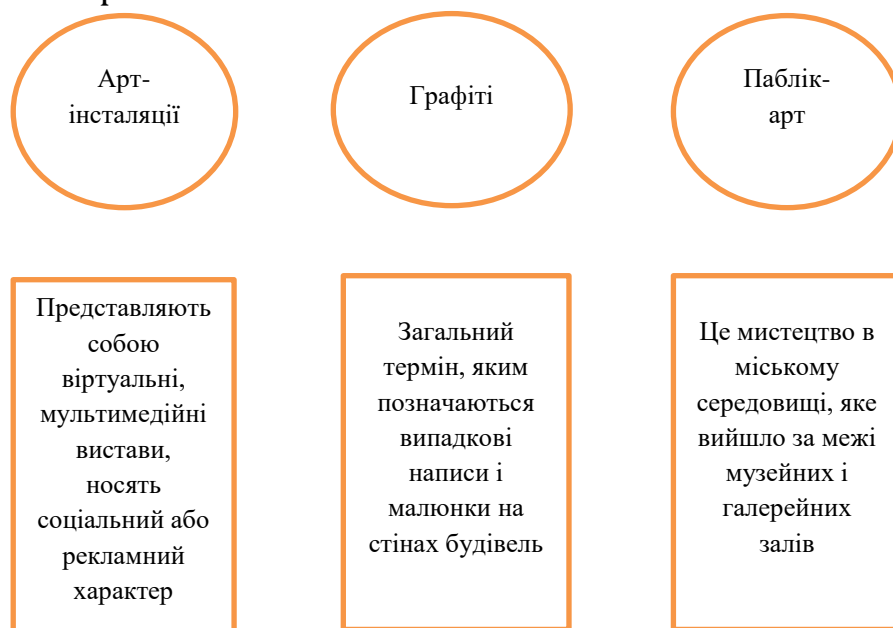 Арт-
інсталяції
Графіті
Паблік-
арт
Представляють
собою
віртуальні,
мультимедійні
вистави,
носять
соціальний або
рекламний
характер
Загальний
термін, яким
позначаються
випадкові
написи і
малюнки на
стінах будівель
Це мистецтво в
міському
середовищі, яке
вийшло за межі
музейних і
галерейних
залів